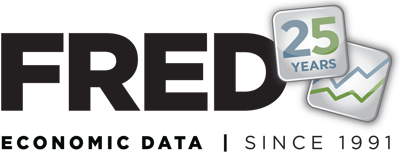 FRED
25
YEARS
ECONOMIC DATA | SINCE 1991